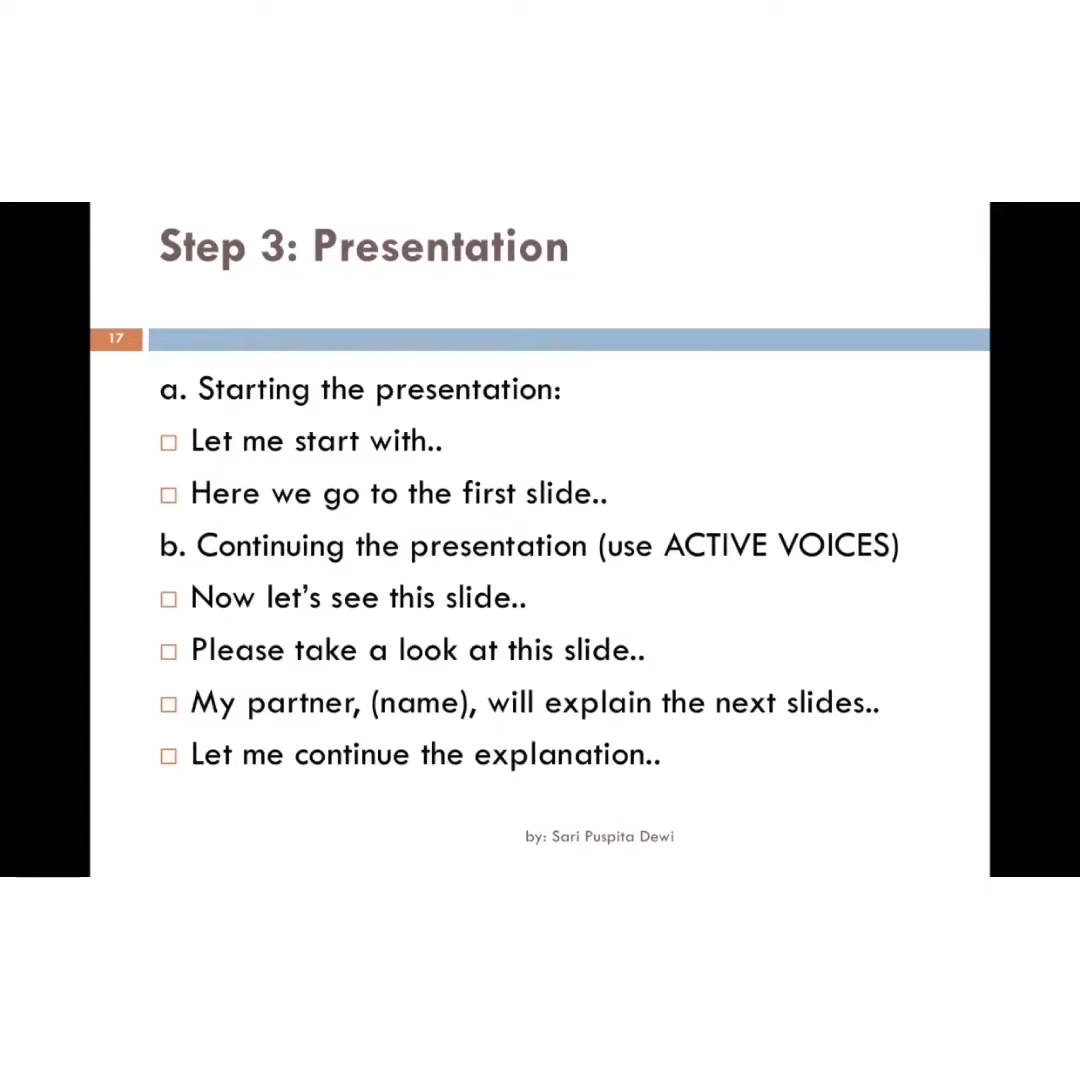 Step 3: Presentation
17
a. Starting the presentation:
Let me start with..
Here we go to the first slide..
b. Continuing the presentation (use ACTIVE VOICES)
Now let's see this slide..
Please take a look at this slide..
My partner, (name), will explain the next slides..
Let me continue the explanation..
by: Sari Puspita Dewi